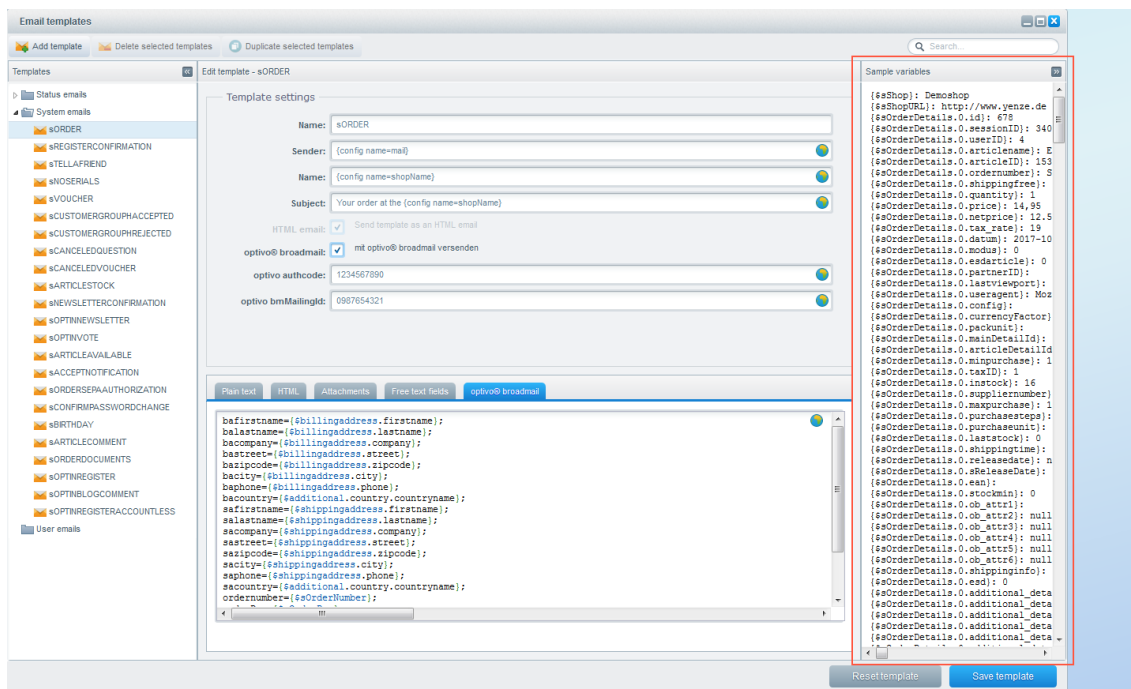 Email templates
Add template
Delete selected templates
Duplicate selected templates
Search...
Templates
Status emails
System emails
sORDER
sREGISTERCONFIRMATION
sTELLAFRIEND
sNOSERIALS
sVOUCHER
sCUSTOMERGROUPHACCEPTED
sCUSTOMERGROUPHREJECTED
sCANCELEDQUESTION
sCANCELEDVOUCHER
sARTICLESTOCK
sNEWSLETTERCONFIRMATION
sOPTINNEWSLETTER
sOPTINVOTE
sARTICLEAVAILABLE
sACCEPTNOTIFICATION
sORDERSEPAAUTHORIZATION
sCONFIRMPASSWORDCHANGE
sBIRTHDAY
sARTICLECOMMENT
sORDERDOCUMENTS
sOPTINREGISTER
sOPTINBLOGCOMMENT
sOPTINREGISTERACCOUNTLESS
User emails
Edit template - sORDER
Template settings
Name: sORDER
Sender: {config name=mail}
Name: {config name=shopName}
Subject: Your order at the {config name=shopName}
HTML email: Send template as an HTML email
optivo® broadmail: mit optivo® broadmail versenden
optivo authcode: 1234567890
optivo bmMailingId: 0987654321
Plain text HTML Attachments Free text fields optivo® broadmail
bafirstname={$billingaddress.firstname};
balastname={$billingaddress.lastname};
bacompany={$billingaddress.company};
bastreet={$billingaddress.street};
bazipcode={$billingaddress.zipcode};
bacity={$billingaddress.city};
baphone={$billingaddress.phone};
bacountry={$additional.country.countryname};
safirstname={$shippingaddress.firstname};
salastname={$shippingaddress.lastname};
sacompany={$shippingaddress.company};
sastreet={$shippingaddress.street};
sazipcode={$shippingaddress.zipcode};
sacity={$shippingaddress.city};
saphone={$shippingaddress.phone};
sacountry={$additional.country.countryname};
ordernumber={$sOrderNumber};
Sample variables
{$sShop}: Demoshop
{$sShopURL}: http://www.yenze.de
{$sOrderDetails.0.id}: 678
{$sOrderDetails.0.sessionID}: 340
{$sOrderDetails.0.userID}: 4
{$sOrderDetails.0.articlename}: E
{$sOrderDetails.0.articleID}: 153
{$sOrderDetails.0.ordernumber}: S
{$sOrderDetails.0.shippingfree}:
{$sOrderDetails.0.quantity}: 1
{$sOrderDetails.0.price}: 14,95
{$sOrderDetails.0.netprice}: 12.5
{$sOrderDetails.0.tax_rate}: 19
{$sOrderDetails.0.datum}: 2017-10
{$sOrderDetails.0.modus}: 0
{$sOrderDetails.0.esdarticle}: 0
{$sOrderDetails.0.partnerID}:
{$sOrderDetails.0.lastviewport}:
{$sOrderDetails.0.useragent}: Moz
{$sOrderDetails.0.config}:
{$sOrderDetails.0.currencyFactor}
{$sOrderDetails.0.packunit}:
{$sOrderDetails.0.mainDetailId}:
{$sOrderDetails.0.articleDetailId
{$sOrderDetails.0.minpurchase}: 1
{$sOrderDetails.0.taxID}: 1
{$sOrderDetails.0.instock}: 16
{$sOrderDetails.0.suppliernumber}
{$sOrderDetails.0.maxpurchase}: 1
{$sOrderDetails.0.purchasesteps}:
{$sOrderDetails.0.purchaseunit}:
{$sOrderDetails.0.laststock}: 0
{$sOrderDetails.0.shippingtime}:
{$sOrderDetails.0.releasedate}: n
{$sOrderDetails.0.sReleaseDate}:
{$sOrderDetails.0.ean}:
{$sOrderDetails.0.stockmin}: 0
{$sOrderDetails.0.ob_attr1}:
{$sOrderDetails.0.ob_attr2}: null
{$sOrderDetails.0.ob_attr3}: null
{$sOrderDetails.0.ob_attr4}: null
{$sOrderDetails.0.ob_attr5}: null
{$sOrderDetails.0.ob_attr6}: null
{$sOrderDetails.0.shippinginfo}:
{$sOrderDetails.0.esd}: 0
{$sOrderDetails.0.additional_deta
{$sOrderDetails.0.additional_deta
{$sOrderDetails.0.additional_deta
{$sOrderDetails.0.additional_deta
Reset template
Save template